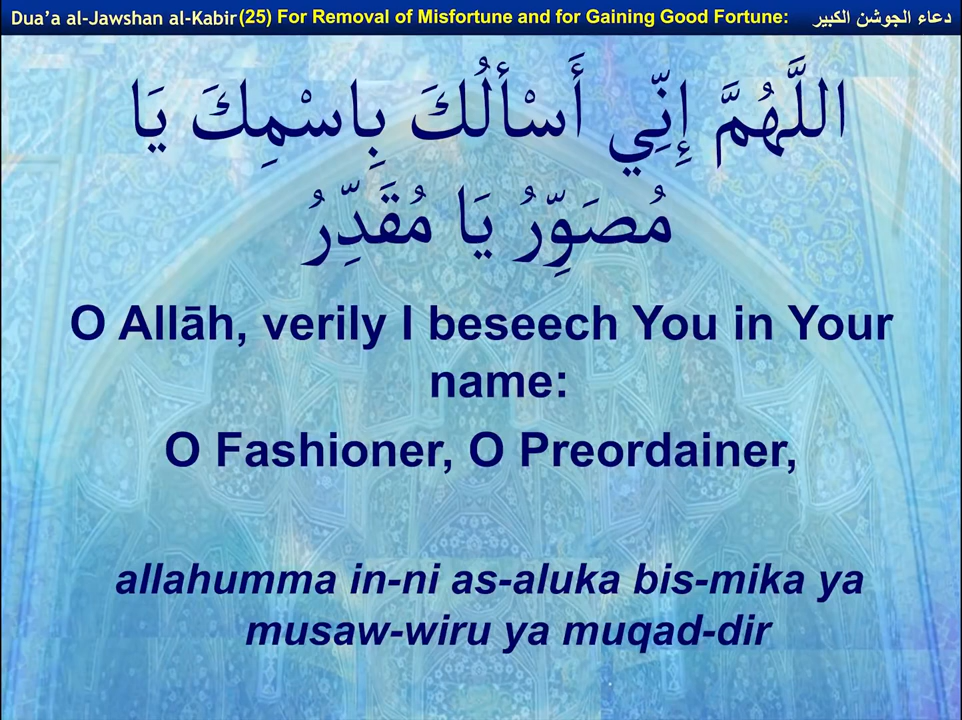 Dua’a al-Jawshan al-Kabir (25) For Removal of Misfortune and for Gaining Good Fortune: دعاء الجوشن الكبير
اللَّهُمَّ إِنِّي أَسْأَلُكَ بِاسْمِكَ يَا
مُصَوِّرُ يَا مُقَدِّرُ
O Allāh, verily I beseech You in Your
name:
O Fashioner, O Preordainer,
allahumma in-ni as-aluka bis-mika ya
musaw-wiru ya muqad-dir